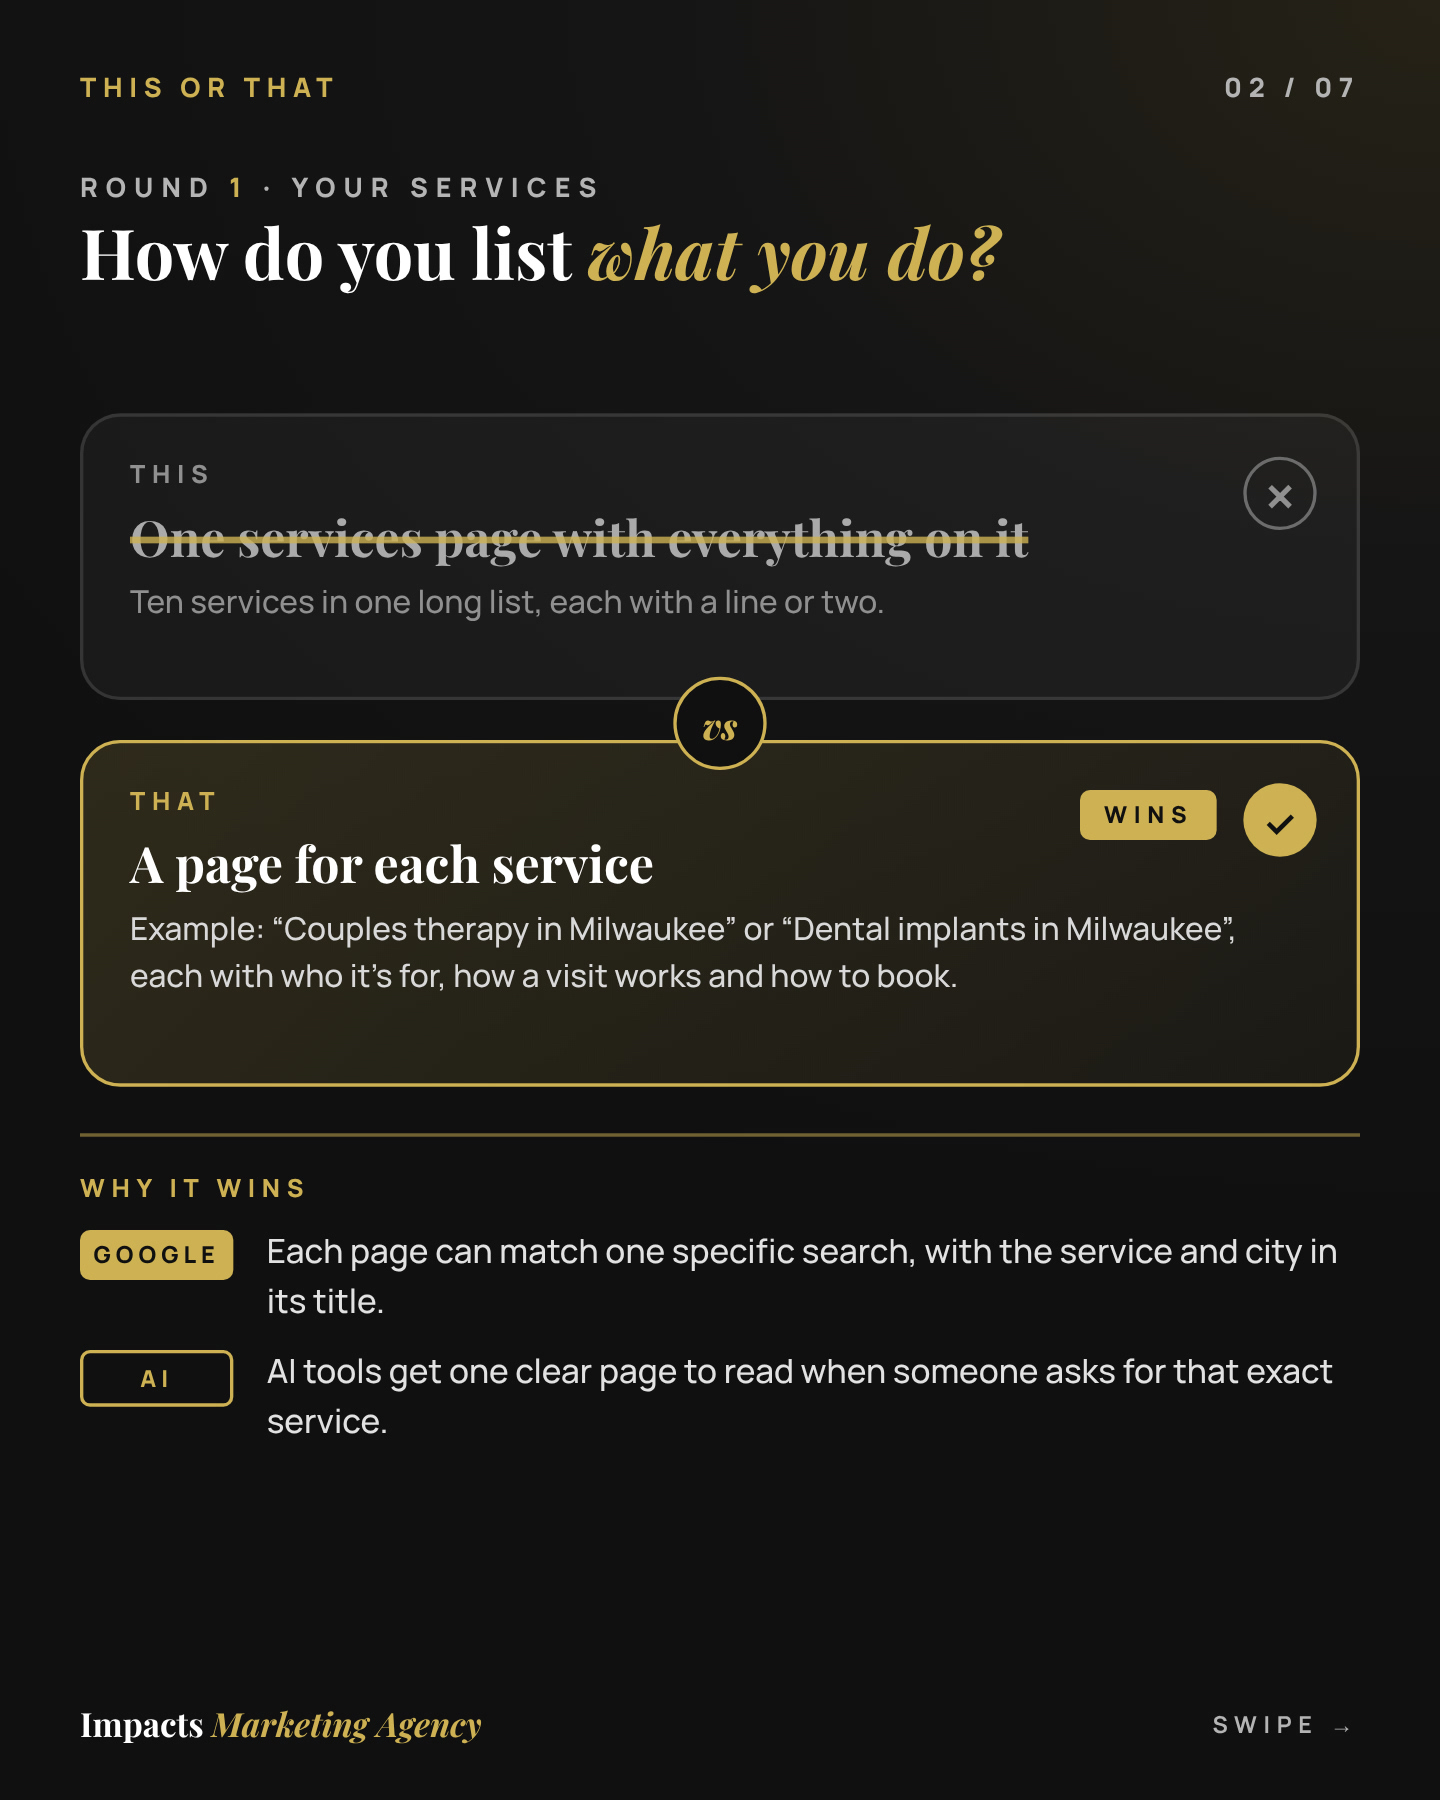 THIS OR THAT
02 / 07
ROUND 1 · YOUR SERVICES
How do you list what you do?
THIS
One services page with everything on it
Ten services in one long list, each with a line or two.
vs
THAT
WINS
A page for each service
Example: “Couples therapy in Milwaukee” or “Dental implants in Milwaukee”,
each with who it’s for, how a visit works and how to book.
WHY IT WINS
GOOGLE
Each page can match one specific search, with the service and city in
its title.
AI
AI tools get one clear page to read when someone asks for that exact
service.
Impacts Marketing Agency
SWIPE →